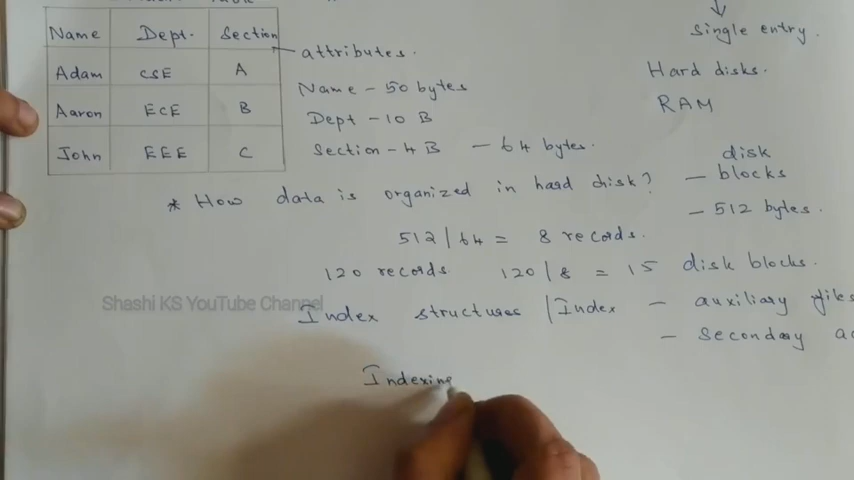 Name Dept. Section
Adam CSE A
Aaron ECE B
John EEE C
attributes.
Name - 50 bytes
Dept - 10 B
Section - 4 B - 64 bytes.
single entry.
Hard disks.
RAM
* How data is organized in hard disk? - disk blocks
- 512 bytes.
512 / 64 = 8 records.
120 records. 120 / 8 = 15 disk blocks.
Shashi KS YouTube Channel
Index structures / Index - auxiliary files
- Secondary
Indexing